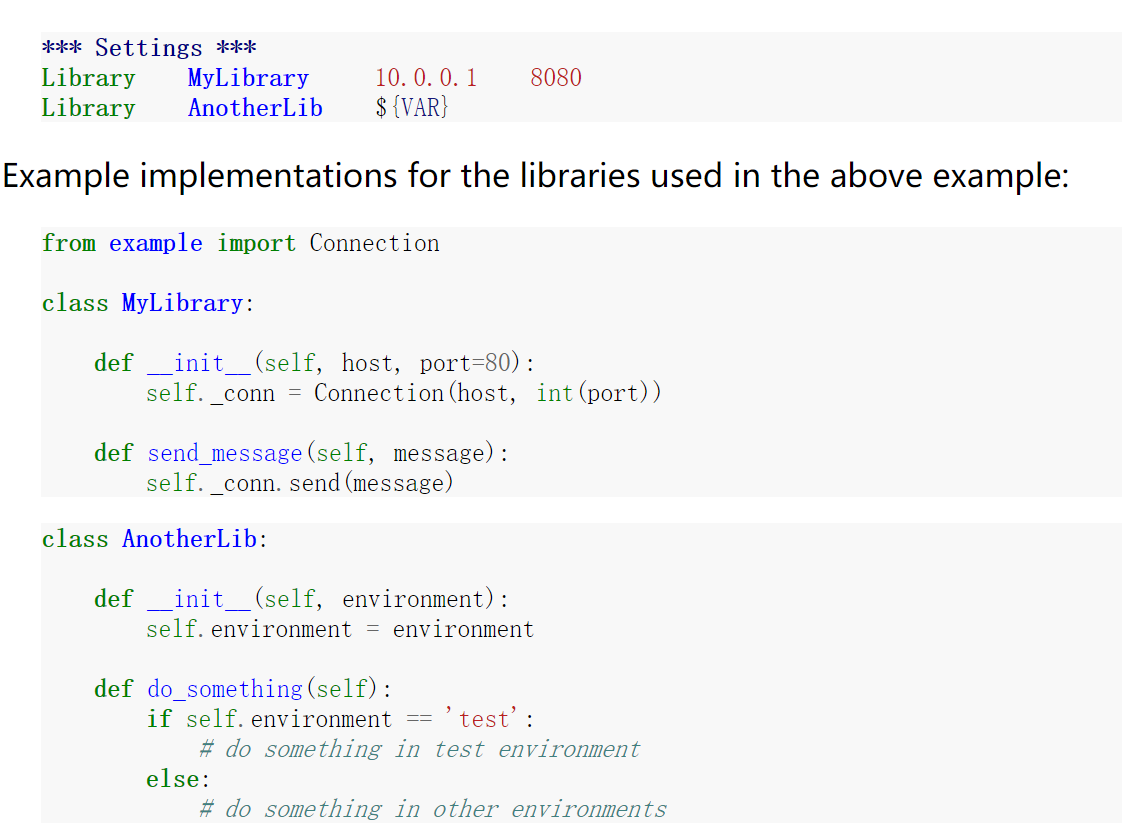 *** Settings ***
Library    MyLibrary     10.0.0.1    8080
Library    AnotherLib    ${VAR}
Example implementations for the libraries used in the above example:
from example import Connection
class MyLibrary:
    def __init__(self, host, port=80):
        self._conn = Connection(host, int(port))
    def send_message(self, message):
        self._conn.send(message)
class AnotherLib:
    def __init__(self, environment):
        self.environment = environment
    def do_something(self):
        if self.environment == 'test':
            # do something in test environment
        else:
            # do something in other environments